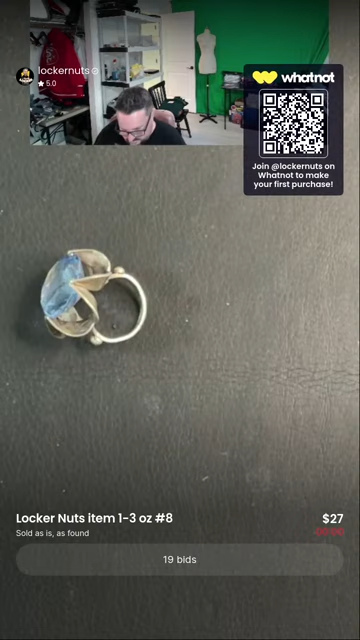 lockernuts
5.0
whatnot
Join @lockernuts on
Whatnot to make
your first purchase!
Locker Nuts item 1-3 oz #8
$27
Sold as is, as found
19 bids